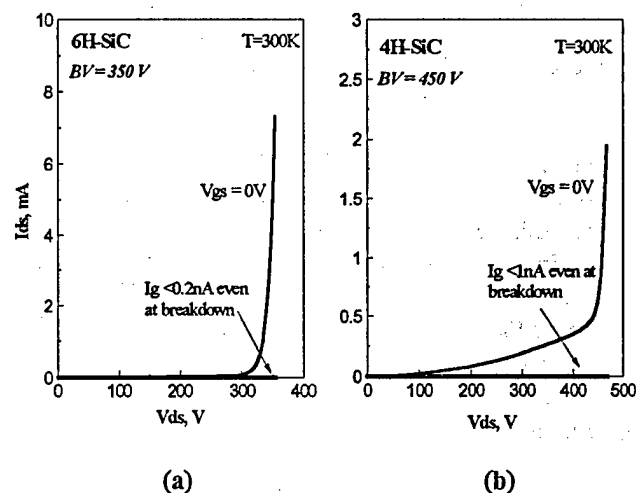 6H-SiC T=300K
BV=350 V
Vgs = 0V
Ig <0.2nA even
at breakdown
Ids, mA
10
8
6
4
2
0
0 100 200 300 400
Vds, V
(a)
4H-SiC T=300K
BV=450 V
Vgs = 0V
Ig <1nA even at
breakdown
3
2.5
2
1.5
1
0.5
0
0 100 200 300 400 500
Vds, V
(b)